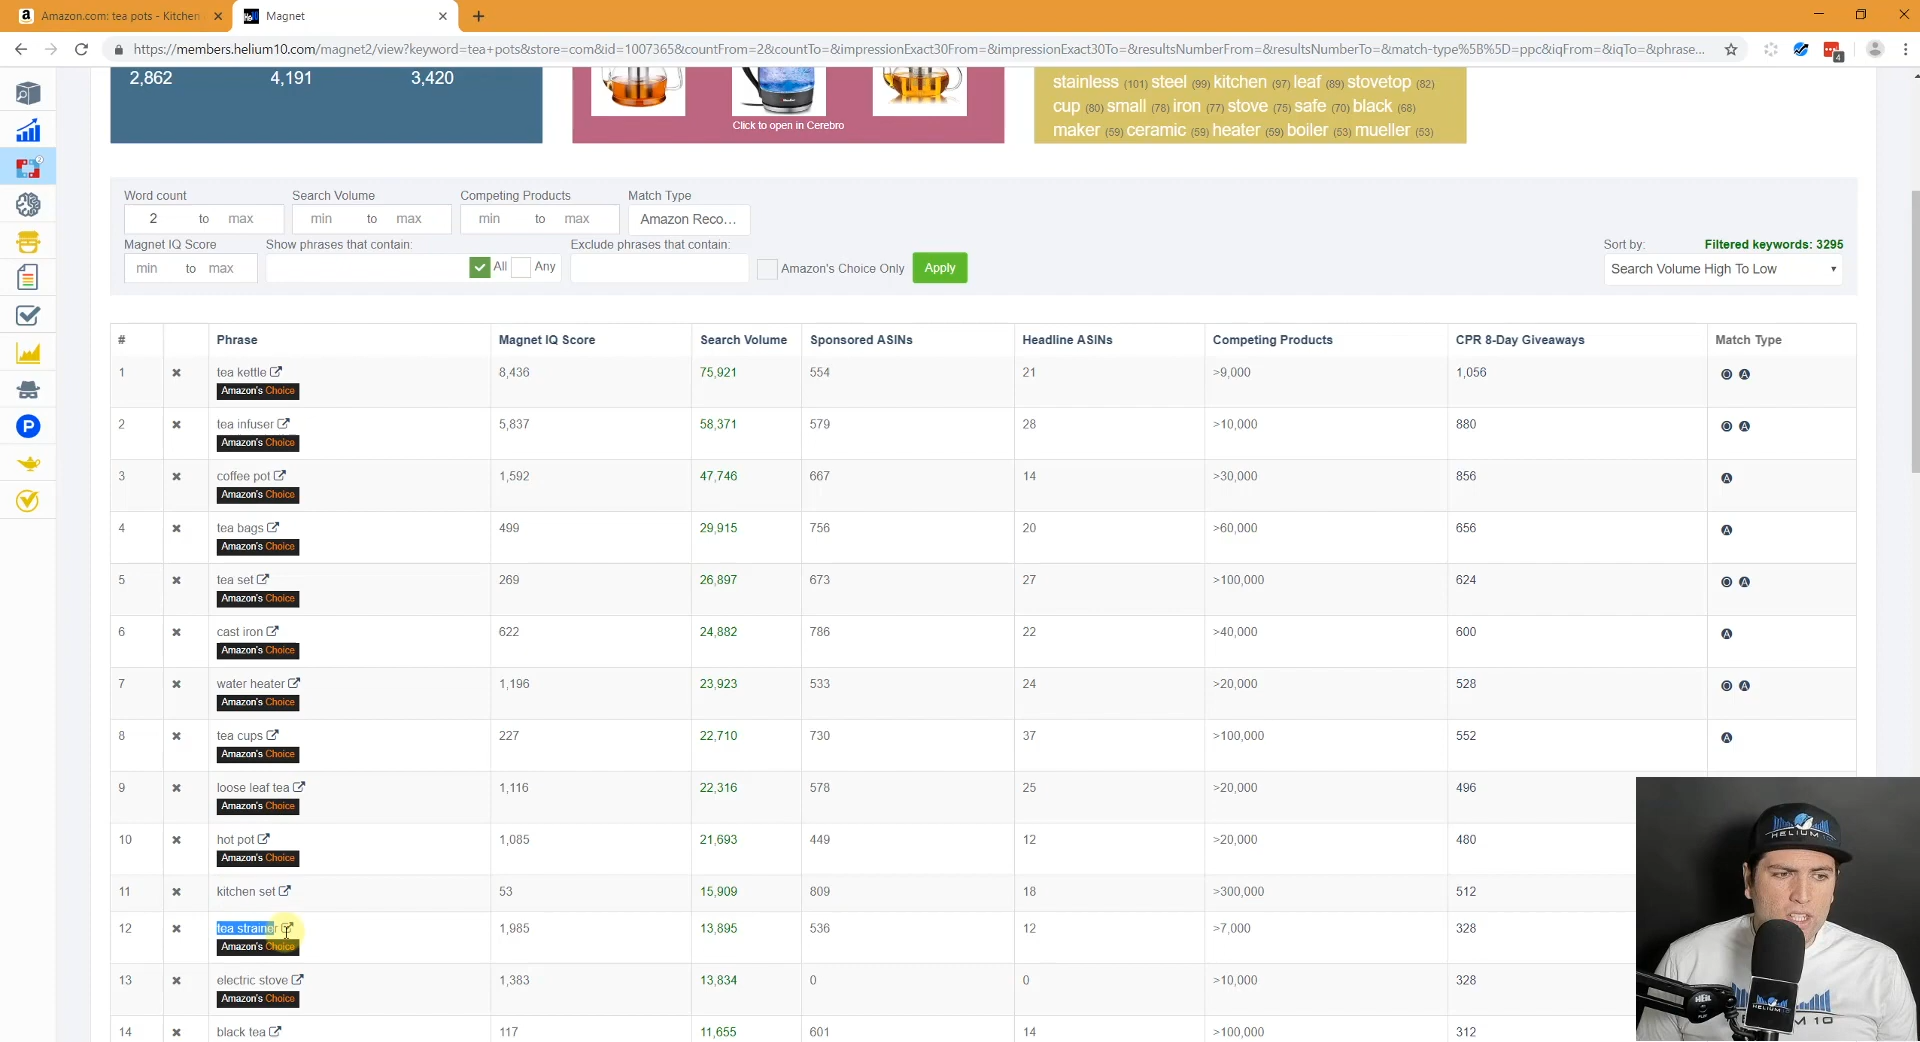 Amazon.com: tea pots - Kitchen
Magnet
https://members.helium10.com/magnet2/view?keyword=tea+pots&store=com&id=1007365&countFrom=2&countTo=&impressionExact30From=&impressionExact30To=&resultsNumberFrom=&resultsNumberTo=&match-type%5B%5D=ppc&iqFrom=&iqTo=&phrase...
4
2,862 4,191 3,420
Click to open in Cerebro
stainless (101) steel (99) kitchen (97) leaf (89) stovetop (82)
cup (80) small (78) iron (77) stove (75) safe (70) black (68)
maker (59) ceramic (59) heater (59) boiler (53) mueller (53)
Word count Search Volume Competing Products Match Type
2 to max min to max min to max Amazon Reco...
Magnet IQ Score Show phrases that contain: Exclude phrases that contain: Sort by: Filtered keywords: 3295
min to max All Any Amazon's Choice Only Apply Search Volume High To Low
# Phrase Magnet IQ Score Search Volume Sponsored ASINs Headline ASINs Competing Products CPR 8-Day Giveaways Match Type
1 tea kettle 8,436 75,921 554 21 >9,000 1,056 O A
Amazon's Choice
2 tea infuser 5,837 58,371 579 28 >10,000 880 O A
Amazon's Choice
3 coffee pot 1,592 47,746 667 14 >30,000 856 A
Amazon's Choice
4 tea bags 499 29,915 756 20 >60,000 656 A
Amazon's Choice
5 tea set 269 26,897 673 27 >100,000 624 O A
Amazon's Choice
6 cast iron 622 24,882 786 22 >40,000 600 A
Amazon's Choice
7 water heater 1,196 23,923 533 24 >20,000 528 O A
Amazon's Choice
8 tea cups 227 22,710 730 37 >100,000 552 A
Amazon's Choice
9 loose leaf tea 1,116 22,316 578 25 >20,000 496
Amazon's Choice
10 hot pot 1,085 21,693 449 12 >20,000 480
Amazon's Choice
11 kitchen set 53 15,909 809 18 >300,000 512
12 tea strainer 1,985 13,895 536 12 >7,000 328
Amazon's Choice
13 electric stove 1,383 13,834 0 0 >10,000 328
Amazon's Choice
14 black tea 117 11,655 601 14 >100,000 312
P
HELIUM 10
HELIUM 10
M 10